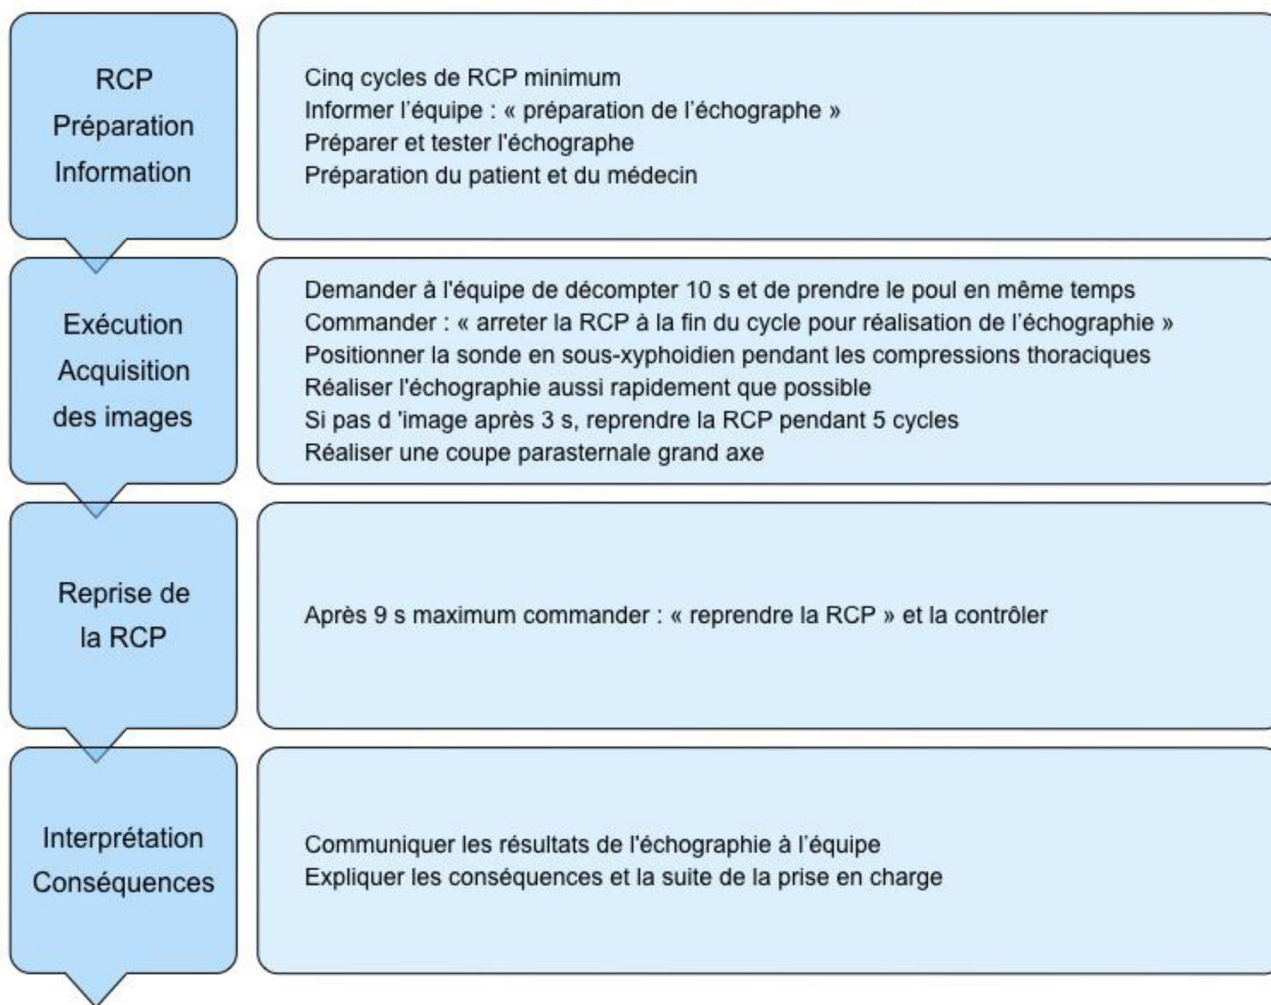 RCP
Préparation
Information
Cinq cycles de RCP minimum
Informer l'équipe : « préparation de l'échographe »
Préparer et tester l'échographe
Préparation du patient et du médecin
Exécution
Acquisition
des images
Demander à l'équipe de décompter 10 s et de prendre le poul en même temps
Commander : « arreter la RCP à la fin du cycle pour réalisation de l'échographie »
Positionner la sonde en sous-xyphoidien pendant les compressions thoraciques
Réaliser l'échographie aussi rapidement que possible
Si pas d 'image après 3 s, reprendre la RCP pendant 5 cycles
Réaliser une coupe parasternale grand axe
Reprise de
la RCP
Après 9 s maximum commander : « reprendre la RCP » et la contrôler
Interprétation
Conséquences
Communiquer les résultats de l'échographie à l'équipe
Expliquer les conséquences et la suite de la prise en charge